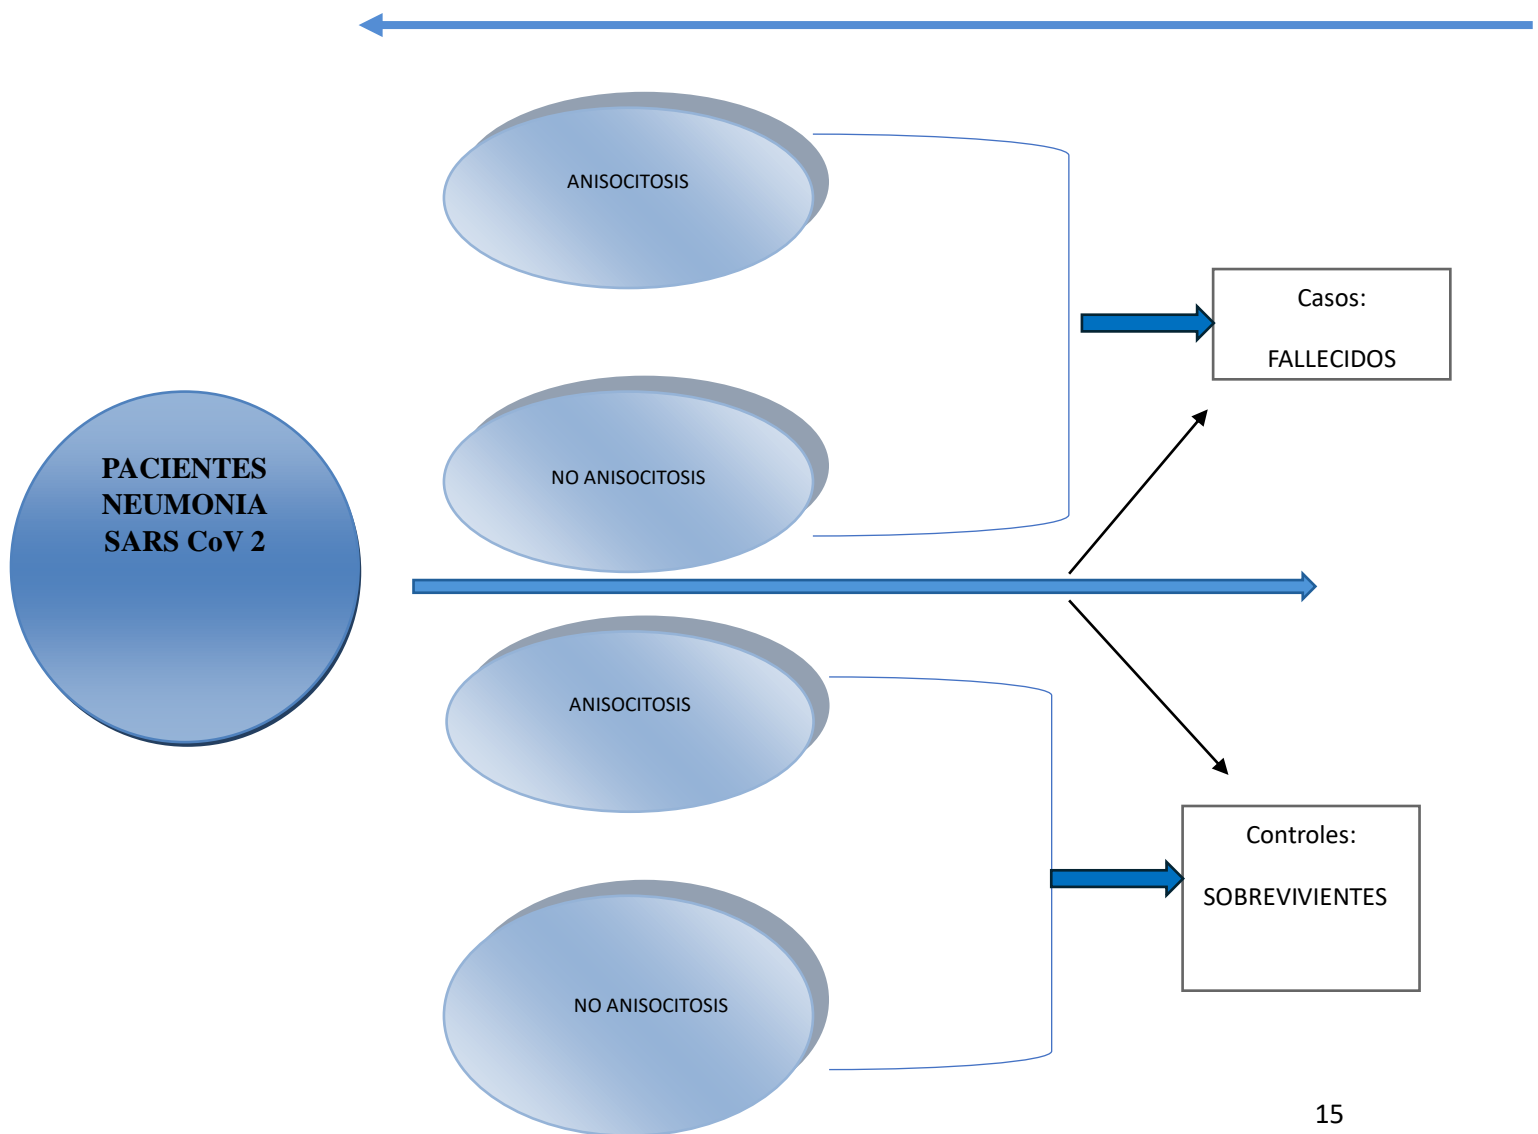 PACIENTES
NEUMONIA
SARS CoV 2
ANISOCITOSIS
NO ANISOCITOSIS
Casos:
FALLECIDOS
ANISOCITOSIS
NO ANISOCITOSIS
Controles:
SOBREVIVIENTES
15